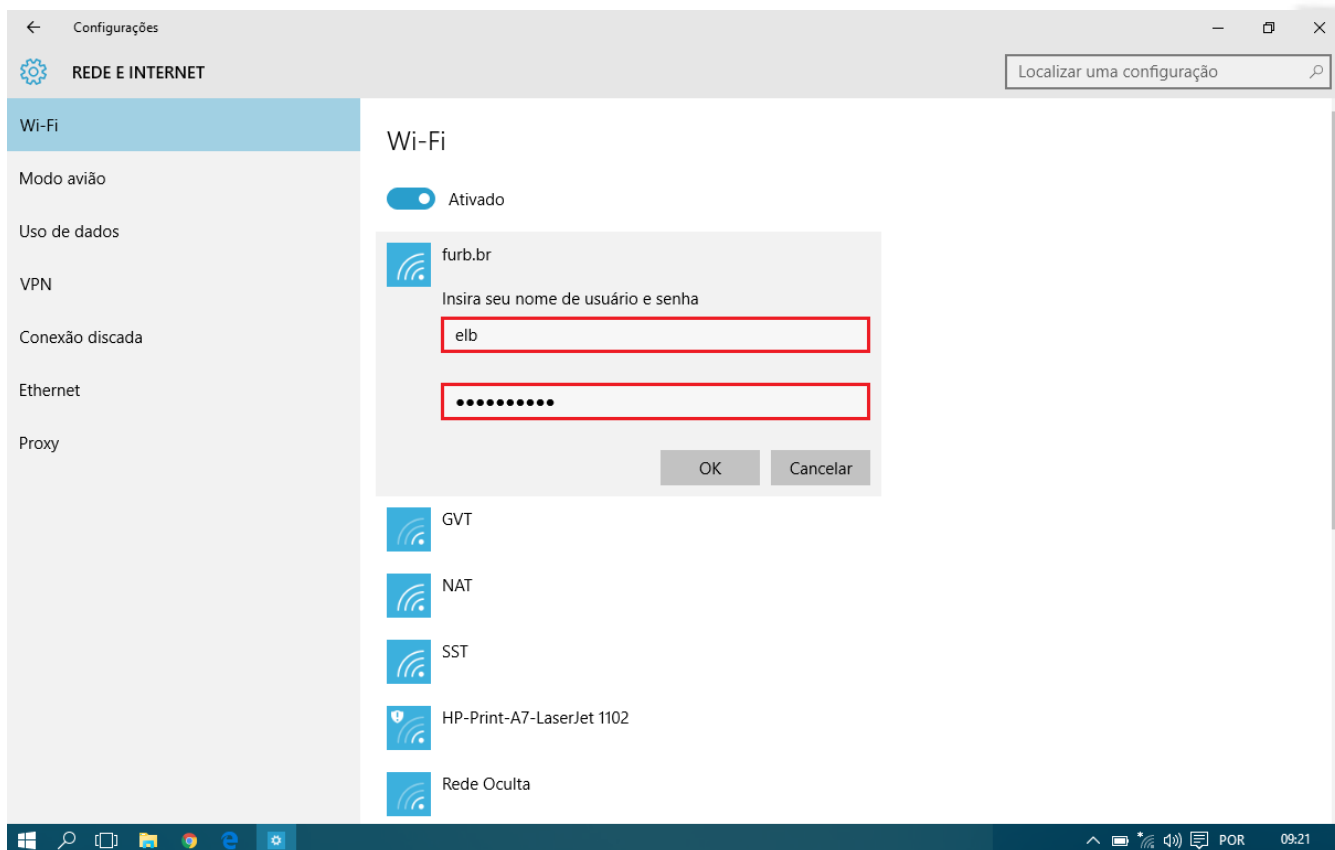 Configurações
REDE E INTERNET
Localizar uma configuração
Wi-Fi
Modo avião
Uso de dados
VPN
Conexão discada
Ethernet
Proxy
Wi-Fi
Ativado
furb.br
Insira seu nome de usuário e senha
elb
••••••••••
OK Cancelar
GVT
NAT
SST
HP-Print-A7-LaserJet 1102
Rede Oculta
POR 09:21